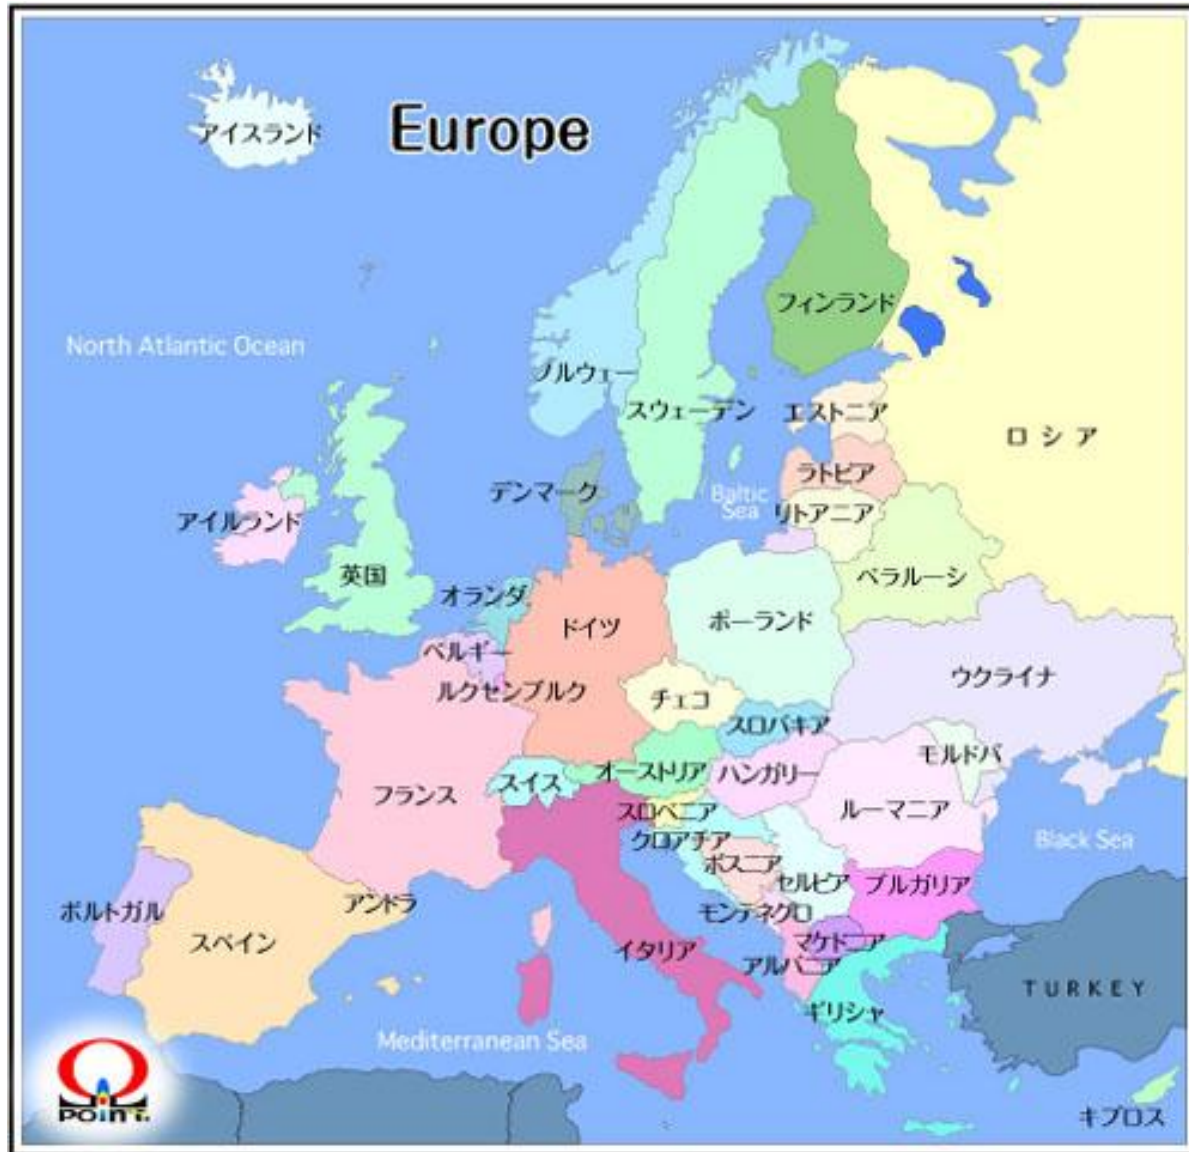 アイスランド
Europe
フィンランド
North Atlantic Ocean
ノルウェー
スウェーデン
エストニア
ロシア
ラトビア
デンマーク
Baltic
Sea
リトアニア
アイルランド
英国
ベラルーシ
オランダ
ポーランド
ドイツ
ベルギー
ウクライナ
ルクセンブルク
チェコ
スロバキア
モルドバ
オーストリア
ハンガリー
スイス
フランス
スロベニア
ルーマニア
クロアチア
Black Sea
ボスニア
セルビア
ブルガリア
アンドラ
ポルトガル
モンテネグロ
スペイン
マケドニア
イタリア
アルバニア
TURKEY
ギリシャ
Mediterranean Sea
POiNT.
キプロス